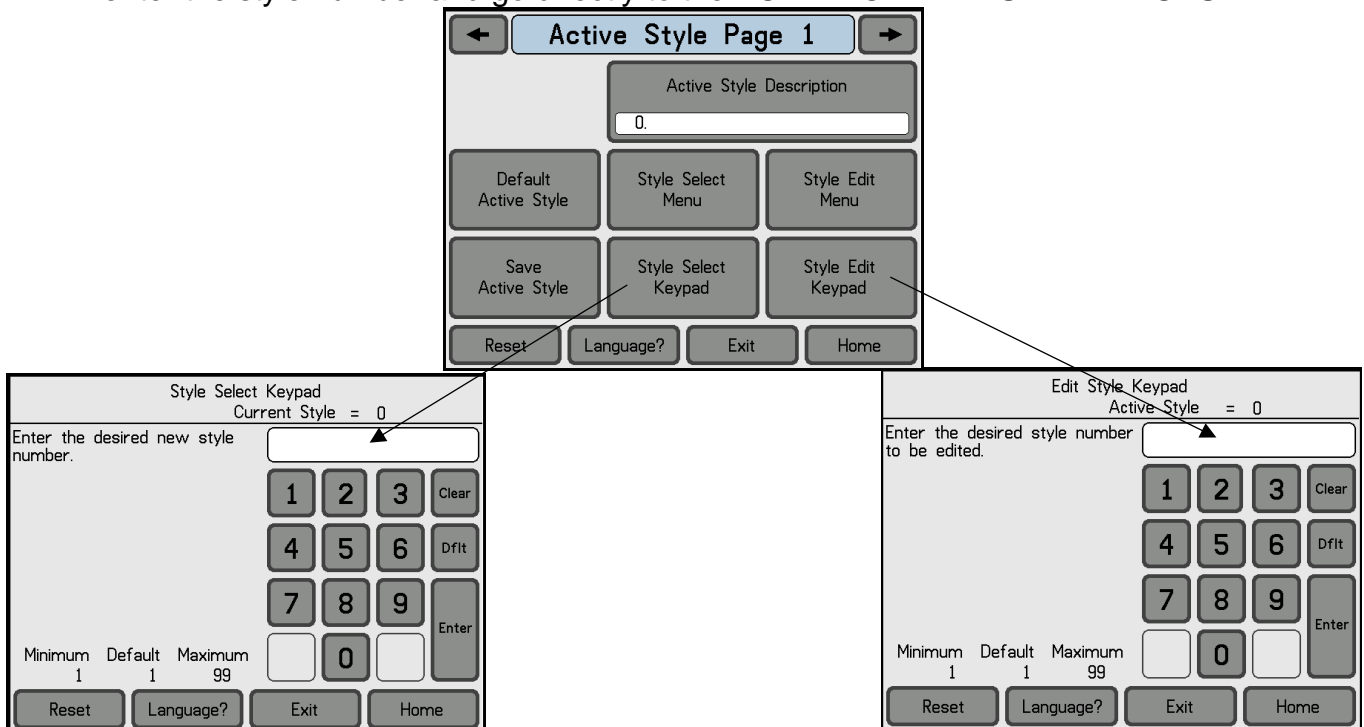 Active Style Page 1
Active Style Description
0.
Default
Active Style
Style Select
Menu
Style Edit
Menu
Save
Active Style
Style Select
Keypad
Style Edit
Keypad
Reset
Language?
Exit
Home
Style Select Keypad
Current Style = 0
Enter the desired new style
number.
1 2 3 Clear
4 5 6 Dflt
7 8 9
Enter
0
Minimum Default Maximum
1 1 99
Reset Language? Exit Home
Edit Style Keypad
Active Style = 0
Enter the desired style number
to be edited.
1 2 3 Clear
4 5 6 Dflt
7 8 9
Enter
0
Minimum Default Maximum
1 1 99
Reset Language? Exit Home